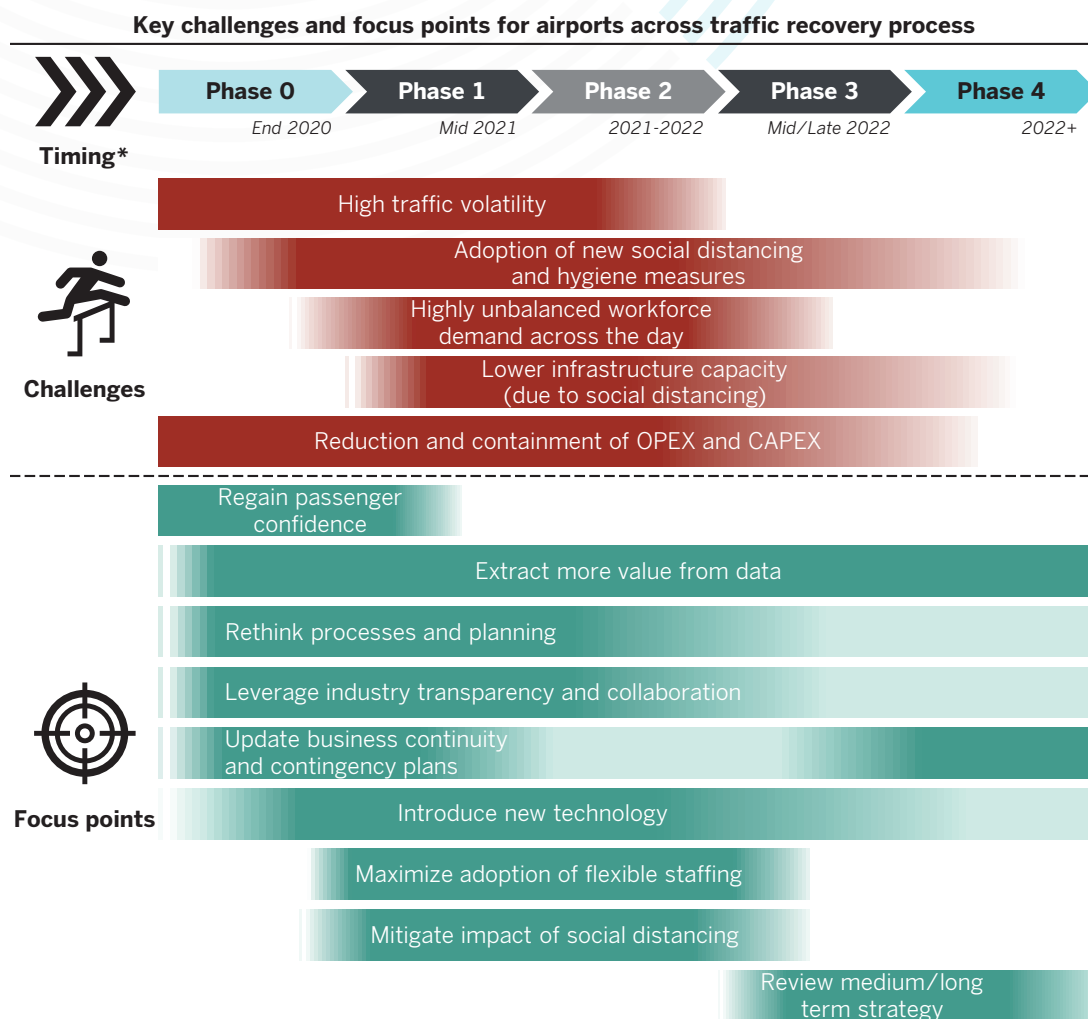 Key challenges and focus points for airports across traffic recovery process
Phase 0
Phase 1
Phase 2
Phase 3
Phase 4
End 2020
Mid 2021
2021-2022
Mid/Late 2022
2022+
Timing*
High traffic volatility
Adoption of new social distancing
and hygiene measures
Highly unbalanced workforce
demand across the day
Lower infrastructure capacity
(due to social distancing)
Challenges
Reduction and containment of OPEX and CAPEX
Regain passenger
confidence
Extract more value from data
Rethink processes and planning
Leverage industry transparency and collaboration
Update business continuity
and contingency plans
Introduce new technology
Focus points
Maximize adoption of flexible staffing
Mitigate impact of social distancing
Review medium/long
term strategy